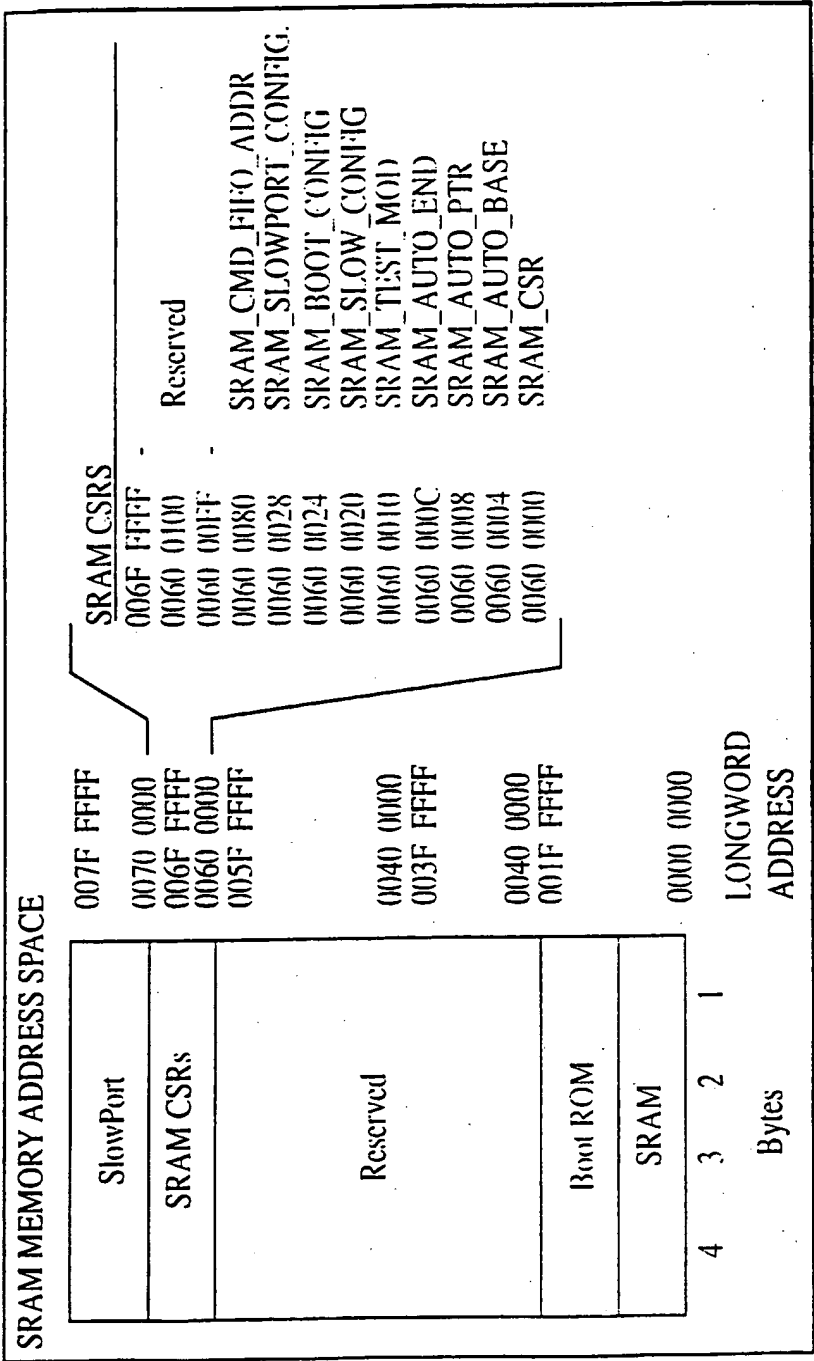 SRAM MEMORY ADDRESS SPACE
SlowPort
SRAM CSRs
Reserved
Boot ROM
SRAM
4 3 2 1
Bytes
007F FFFF
0070 0000
006F FFFF
0060 0000
005F FFFF
0040 0000
003F FFFF
0040 0000
001F FFFF
0000 0000
LONGWORD
ADDRESS
SRAM CSRS
006F FFFF -
0060 0100 Reserved
0060 00FF -
0060 0080 SRAM_CMD_FIFO_ADDR
0060 0028 SRAM_SLOWPORT_CONFIG.
0060 0024 SRAM_BOOT_CONFIG
0060 0020 SRAM_SLOW_CONFIG
0060 0010 SRAM_TEST_MOD
0060 000C SRAM_AUTO_END
0060 0008 SRAM_AUTO_PTR
0060 0004 SRAM_AUTO_BASE
0060 0000 SRAM_CSR